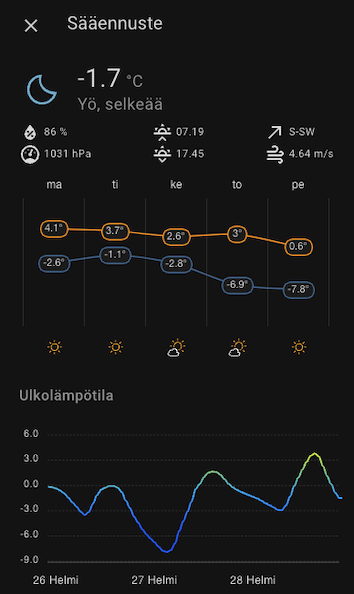 Sääennuste
-1.7 °C
Yö, selkeää
86 % 07.19 S-SW
1031 hPa 17.45 4.64 m/s
ma ti ke to pe
4.1° 3.7° 2.6° 3° 0.6°
-2.6° -1.1° -2.8° -6.9° -7.8°
Ulkolämpötila
6.0
3.0
0.0
-3.0
-6.0
-9.0
26 Helmi 27 Helmi 28 Helmi